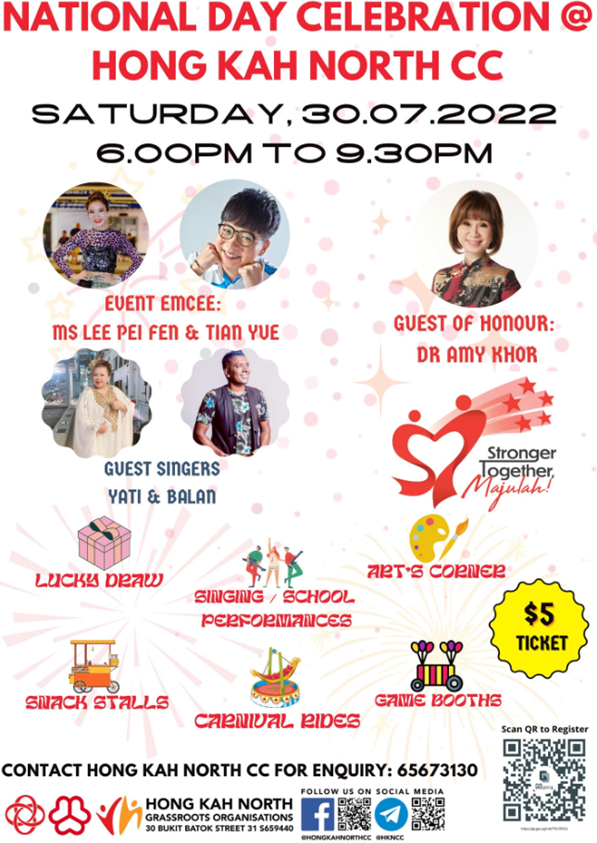 NATIONAL DAY CELEBRATION @
HONG KAH NORTH CC
SATURDAY, 30.07.2022
6.00PM TO 9.30PM
EVENT EMCEE:
MS LEE PEI FEN & TIAN YUE
GUEST OF HONOUR:
DR AMY KHOR
GUEST SINGERS
YATI & BALAN
Stronger
Together,
Majulah!
LUCKY DRAW
SINGING / SCHOOL
PERFORMANCES
ART'S CORNER
$5
TICKET
SNACK STALLS
CARNIVAL RIDES
GAME BOOTHS
Scan QR to Register
CONTACT HONG KAH NORTH CC FOR ENQUIRY: 65673130
HONG KAH NORTH
GRASSROOTS ORGANISATIONS
30 BUKIT BATOK STREET 31 S659440
FOLLOW US ON SOCIAL MEDIA
@HONGKAHNORTHCC
@HKNCC